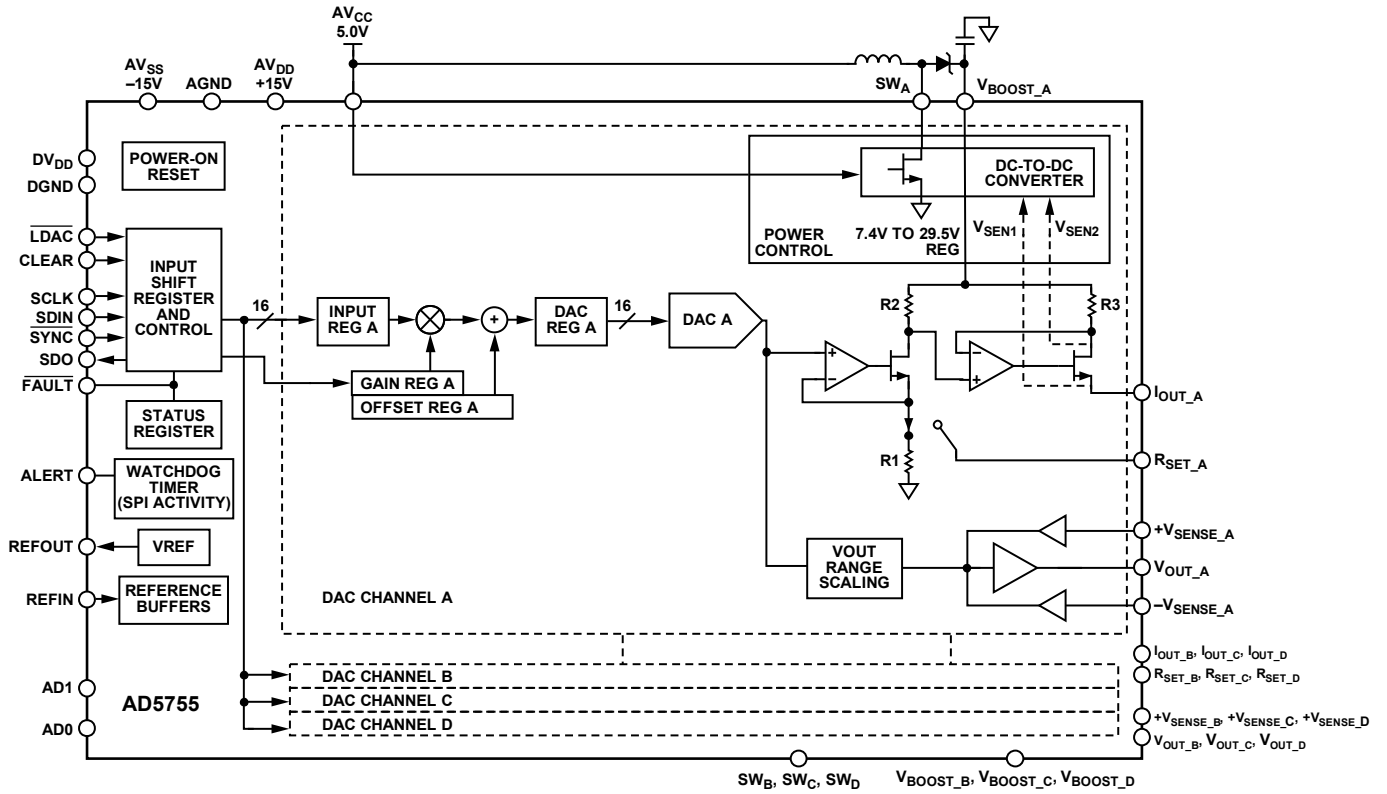 AVCC
5.0V
AVSS
–15V
AGND
AVDD
+15V
SWA
VBOOST_A
DVDD
DGND
POWER-ON
RESET
DC-TO-DC
CONVERTER
POWER
CONTROL
7.4V TO 29.5V
REG
VSEN1
VSEN2
LDAC
CLEAR
SCLK
SDIN
SYNC
SDO
FAULT
INPUT
SHIFT
REGISTER
AND
CONTROL
16
INPUT
REG A
GAIN REG A
OFFSET REG A
DAC
REG A
16
DAC A
+
–
R2
R3
–
+
R1
IOUT_A
RSET_A
STATUS
REGISTER
ALERT
WATCHDOG
TIMER
(SPI ACTIVITY)
REFOUT
VREF
REFIN
REFERENCE
BUFFERS
DAC CHANNEL A
VOUT
RANGE
SCALING
+VSENSE_A
VOUT_A
–VSENSE_A
AD1
AD0
AD5755
DAC CHANNEL B
DAC CHANNEL C
DAC CHANNEL D
IOUT_B, IOUT_C, IOUT_D
RSET_B, RSET_C, RSET_D
+VSENSE_B, +VSENSE_C, +VSENSE_D
VOUT_B, VOUT_C, VOUT_D
SWB, SWC, SWD
VBOOST_B, VBOOST_C, VBOOST_D